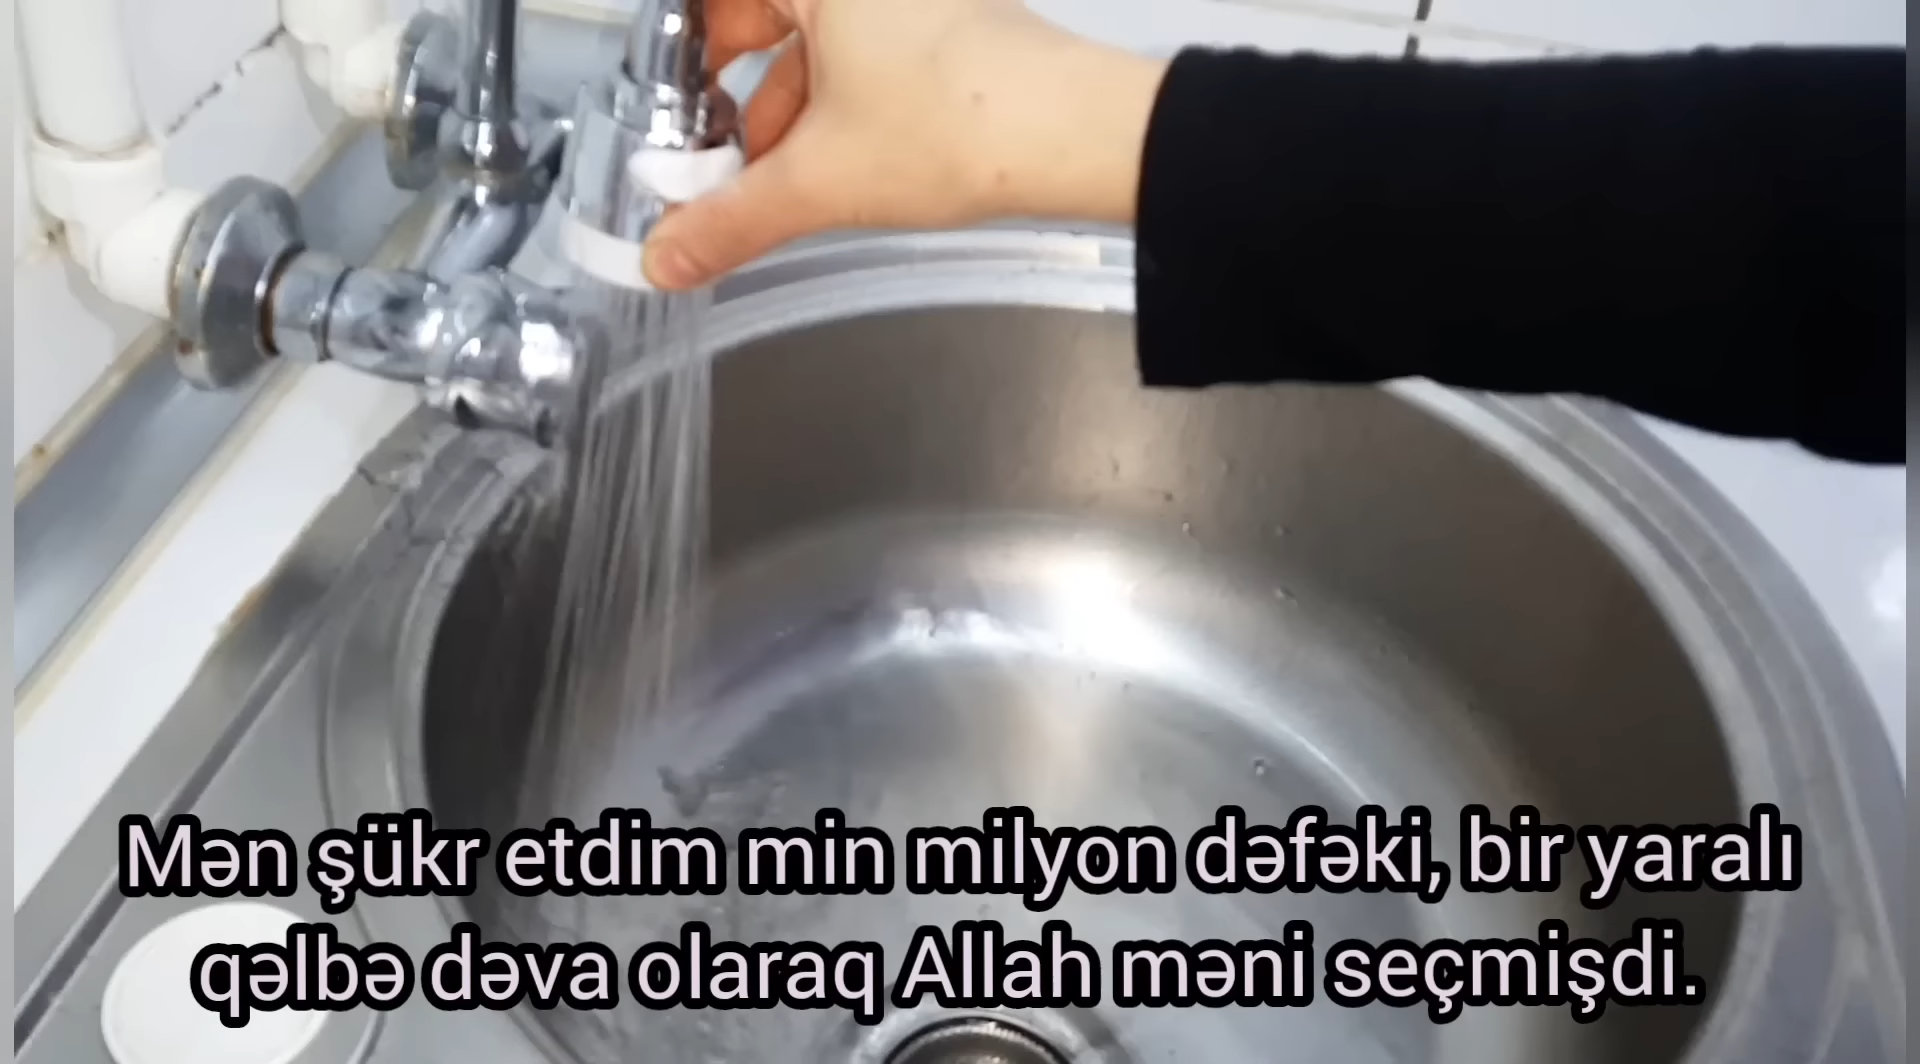 Mən şükr etdim min milyon dəfəki, bir yaralı
qəlbə dəva olaraq Allah məni seçmişdi.